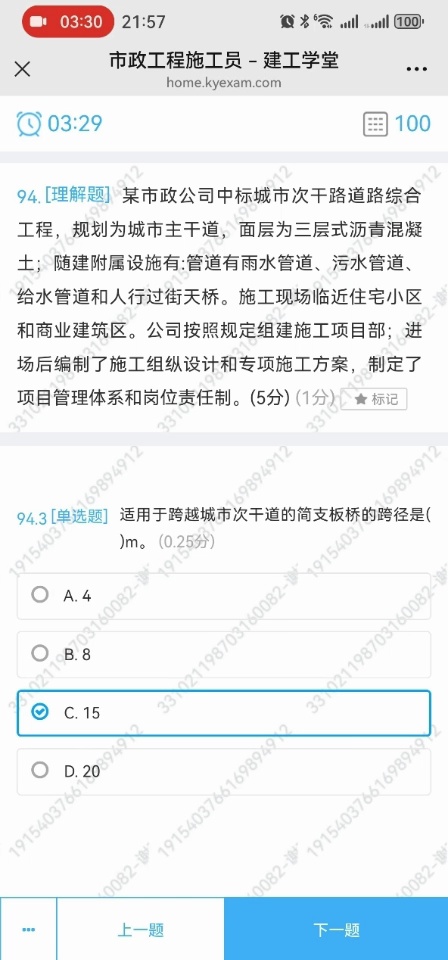 03:30 21:57 6 100
市政工程施工员 – 建工学堂
home.kyexam.com
03:29 100
94. [理解题] 某市政公司中标城市次干路道路综合
工程，规划为城市主干道，面层为三层式沥青混凝
土；随建附属设施有:管道有雨水管道、污水管道、
给水管道和人行过街天桥。施工现场临近住宅小区
和商业建筑区。公司按照规定组建施工项目部；进
场后编制了施工组纵设计和专项施工方案，制定了
项目管理体系和岗位责任制。(5分) (1分) 标记
94.3 [单选题] 适用于跨越城市次干道的简支板桥的跨径是(
)m。 (0.25分)
A. 4
B. 8
C. 15
D. 20
上一题 下一题